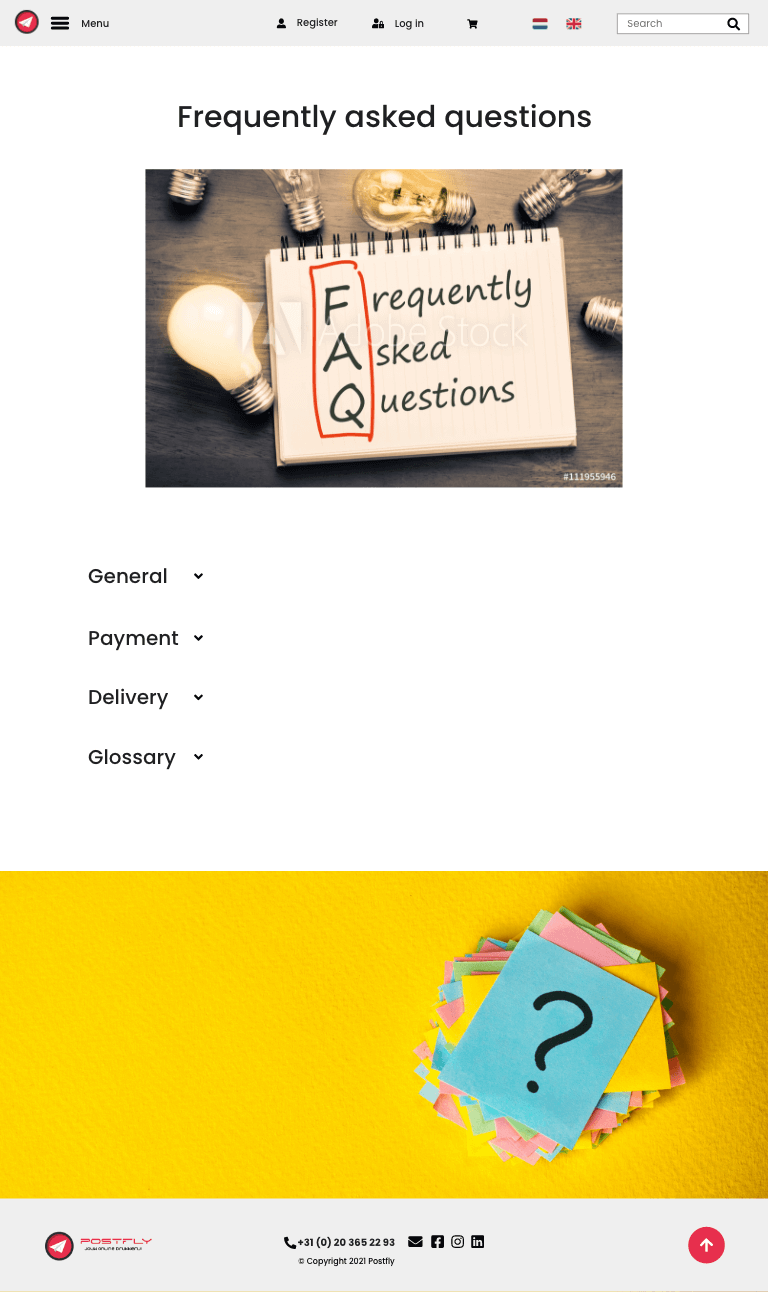 Menu
Register
Log in
Search
Frequently asked questions
Frequently
Asked
Questions
Adobe Stock
#111955946
General
Payment
Delivery
Glossary
?
POSTFLY
+31 (0) 20 365 22 93
© Copyright 2021 Postfly